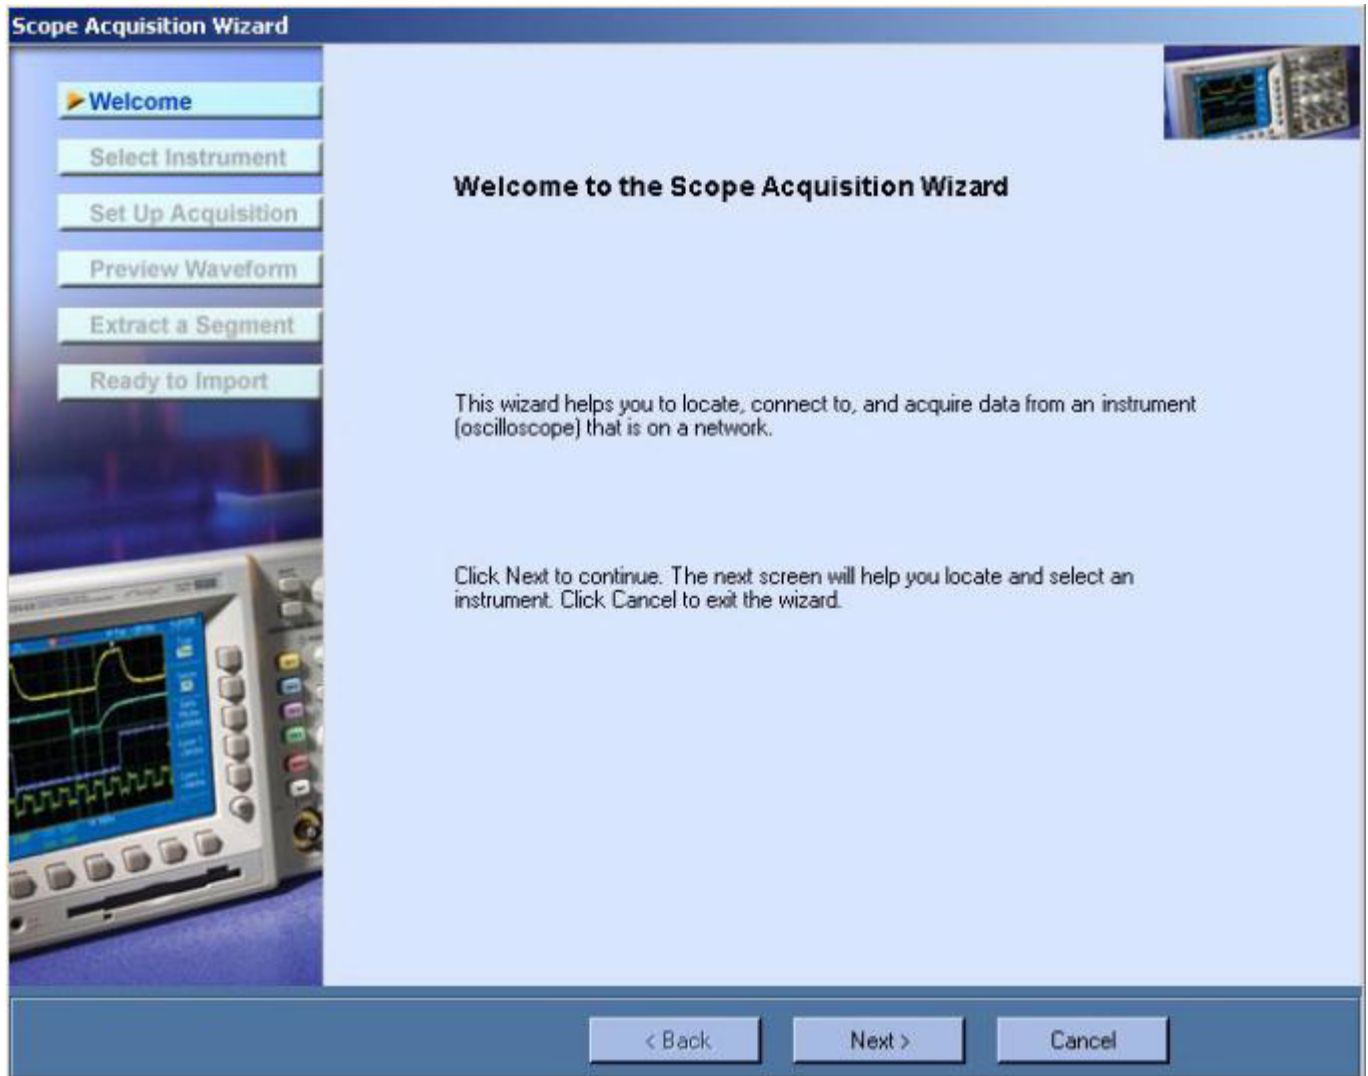 Scope Acquisition Wizard
Welcome
Select Instrument
Set Up Acquisition
Preview Waveform
Extract a Segment
Ready to Import
Welcome to the Scope Acquisition Wizard
This wizard helps you to locate, connect to, and acquire data from an instrument
(oscilloscope) that is on a network.
Click Next to continue. The next screen will help you locate and select an
instrument. Click Cancel to exit the wizard.
< Back
Next >
Cancel